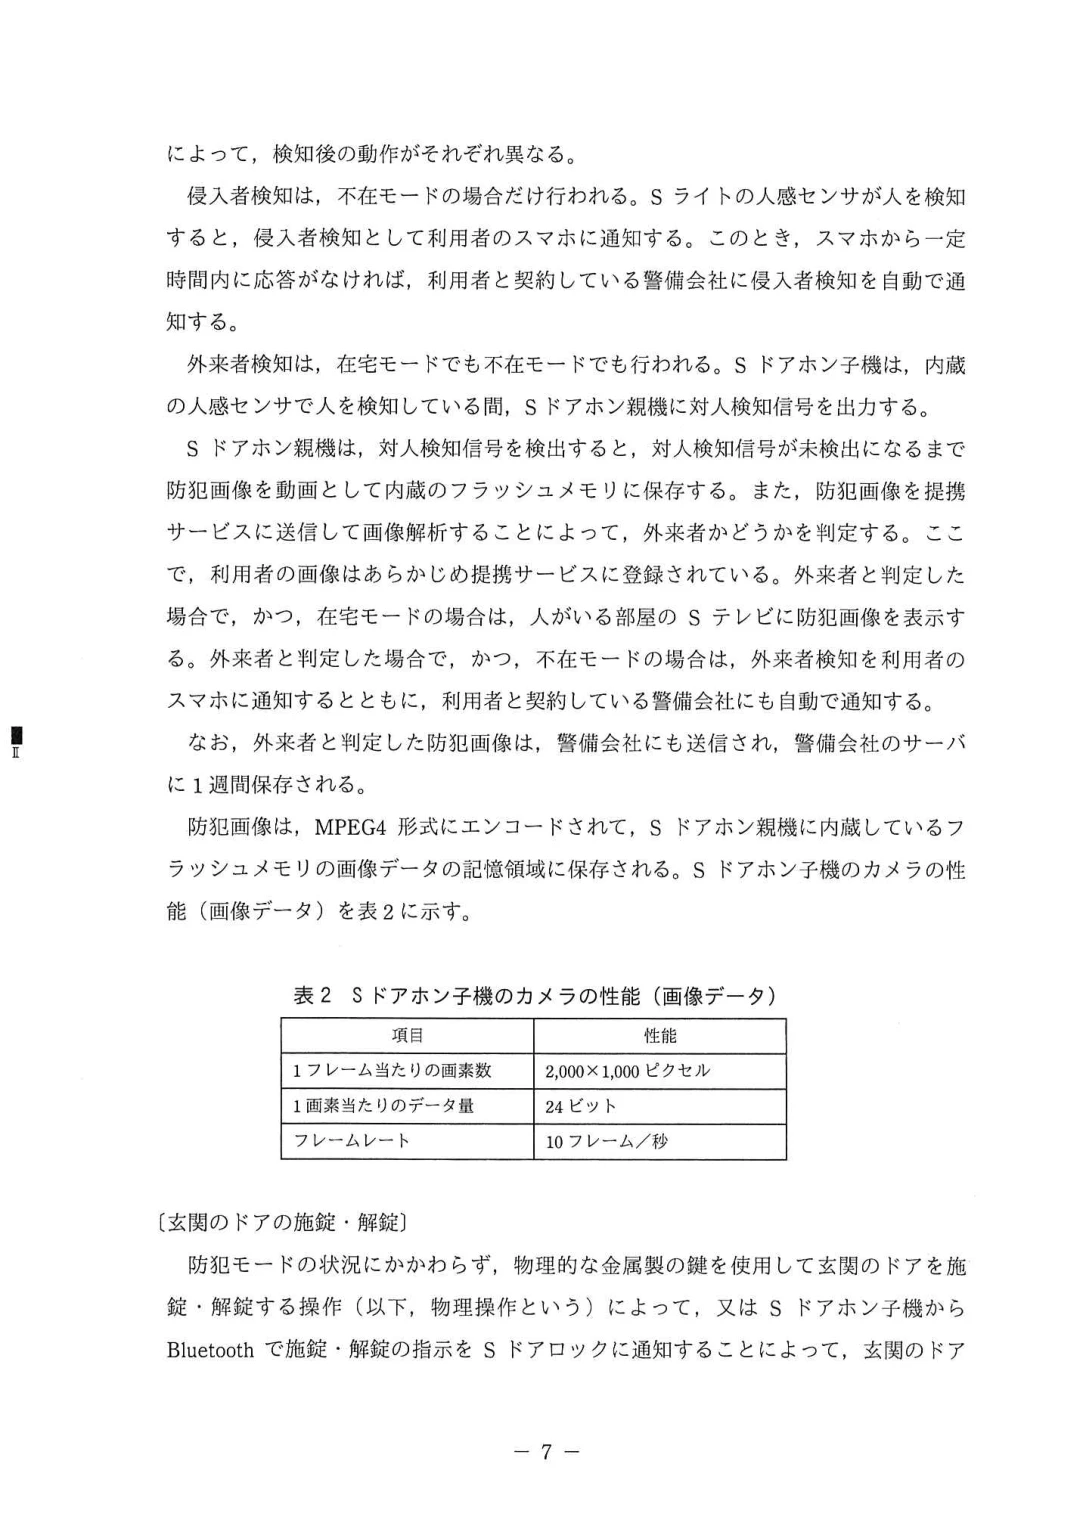 によって，検知後の動作がそれぞれ異なる。
侵入者検知は，不在モードの場合だけ行われる。S ライトの人感センサが人を検知
すると，侵入者検知として利用者のスマホに通知する。このとき，スマホから一定
時間内に応答がなければ，利用者と契約している警備会社に侵入者検知を自動で通
知する。
外来者検知は，在宅モードでも不在モードでも行われる。S ドアホン子機は，内蔵
の人感センサで人を検知している間，S ドアホン親機に対人検知信号を出力する。
S ドアホン親機は，対人検知信号を検出すると，対人検知信号が未検出になるまで
防犯画像を動画として内蔵のフラッシュメモリに保存する。また，防犯画像を提携
サービスに送信して画像解析することによって，外来者かどうかを判定する。ここ
で，利用者の画像はあらかじめ提携サービスに登録されている。外来者と判定した
場合で，かつ，在宅モードの場合は，人がいる部屋の S テレビに防犯画像を表示す
る。外来者と判定した場合で，かつ，不在モードの場合は，外来者検知を利用者の
スマホに通知するとともに，利用者と契約している警備会社にも自動で通知する。
なお，外来者と判定した防犯画像は，警備会社にも送信され，警備会社のサーバ
に 1 週間保存される。
防犯画像は，MPEG4 形式にエンコードされて，S ドアホン親機に内蔵しているフ
ラッシュメモリの画像データの記憶領域に保存される。S ドアホン子機のカメラの性
能（画像データ）を表 2 に示す。
表 2　S ドアホン子機のカメラの性能（画像データ）
項目　性能
1 フレーム当たりの画素数　2,000×1,000 ピクセル
1 画素当たりのデータ量　24 ビット
フレームレート　10 フレーム／秒
〔玄関のドアの施錠・解錠〕
防犯モードの状況にかかわらず，物理的な金属製の鍵を使用して玄関のドアを施
錠・解錠する操作（以下，物理操作という）によって，又は S ドアホン子機から
Bluetooth で施錠・解錠の指示を S ドアロックに通知することによって，玄関のドア
－ 7 －
II